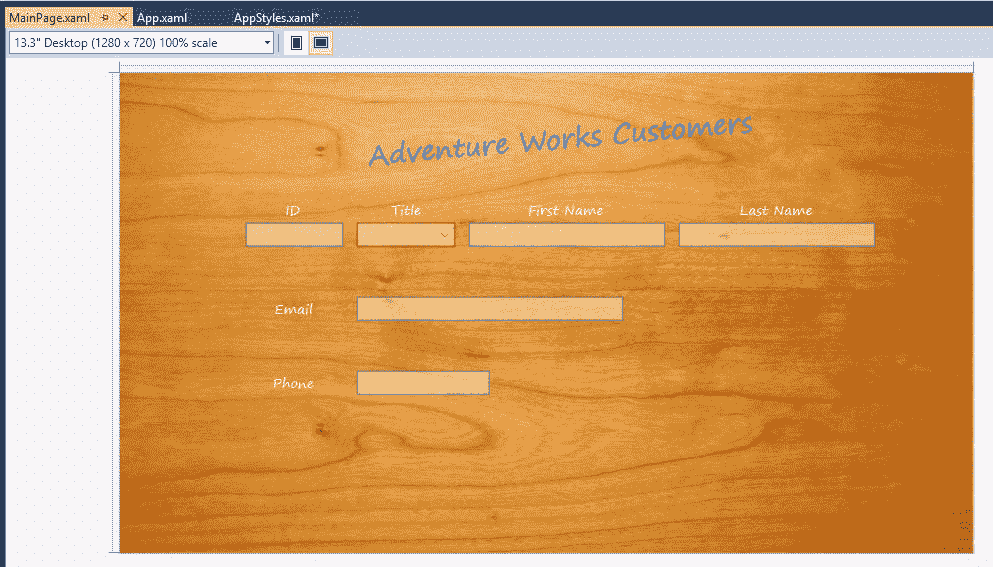 MainPage.xaml App.xaml AppStyles.xaml*
13.3" Desktop (1280 x 720) 100% scale
Adventure Works Customers
ID Title First Name Last Name
Email
Phone